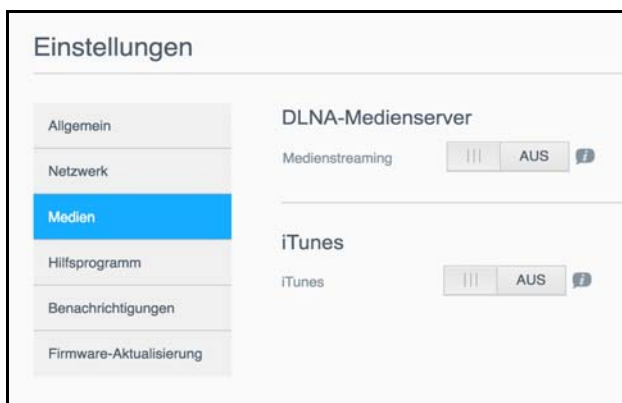 Einstellungen
Allgemein
Netzwerk
Medien
Hilfsprogramm
Benachrichtigungen
Firmware-Aktualisierung
DLNA-Medienserver
Medienstreaming AUS
iTunes
iTunes AUS